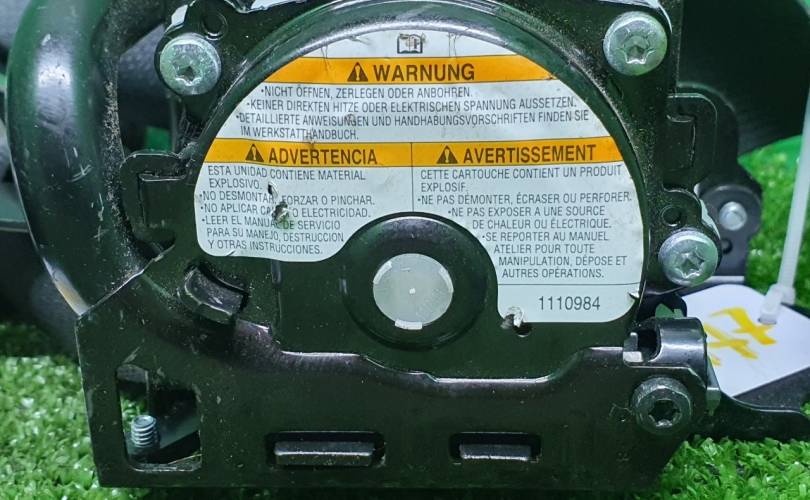 WARNUNG
•NICHT ÖFFNEN, ZERLEGEN ODER ANBOHREN.
•KEINER DIREKTEN HITZE ODER ELEKTRISCHEN SPANNUNG AUSSETZEN.
•DETAILLIERTE ANWEISUNGEN UND HANDHABUNGSVORSCHRIFTEN FINDEN SIE
IM WERKSTATTHANDBUCH.
ADVERTENCIA
ESTA UNIDAD CONTIENE MATERIAL
EXPLOSIVO.
•NO DESMONTAR, FORZAR O PINCHAR.
•NO APLICAR ELECTRICIDAD.
•LEER EL MANUAL DE SERVICIO
PARA SU MANEJO, DESTRUCCION
Y OTRAS INSTRUCCIONES.
AVERTISSEMENT
CETTE CARTOUCHE CONTIENT UN PRODUIT
EXPLOSIF.
•NE PAS DÉMONTER, ÉCRASER OU PERFORER.
•NE PAS EXPOSER A UNE SOURCE
DE CHALEUR OU ÉLECTRIQUE.
•SE REPORTER AU MANUEL
ATELIER POUR TOUTE
MANIPULATION, DÉPOSE ET
AUTRES OPÉRATIONS.
1110984